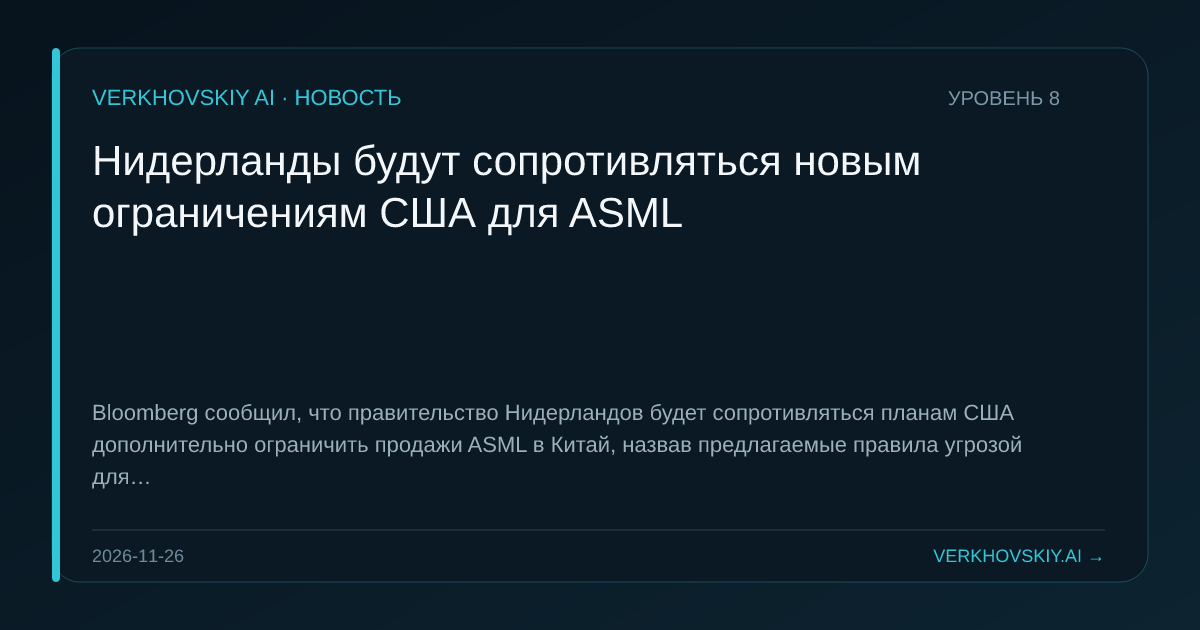 VERKHOVSKIY AI · НОВОСТЬ
УРОВЕНЬ 8
Нидерланды будут сопротивляться новым
ограничениям США для ASML
Bloomberg сообщил, что правительство Нидерландов будет сопротивляться планам США
дополнительно ограничить продажи ASML в Китай, назвав предлагаемые правила угрозой
для…
2026-11-26
VERKHOVSKIY.AI →